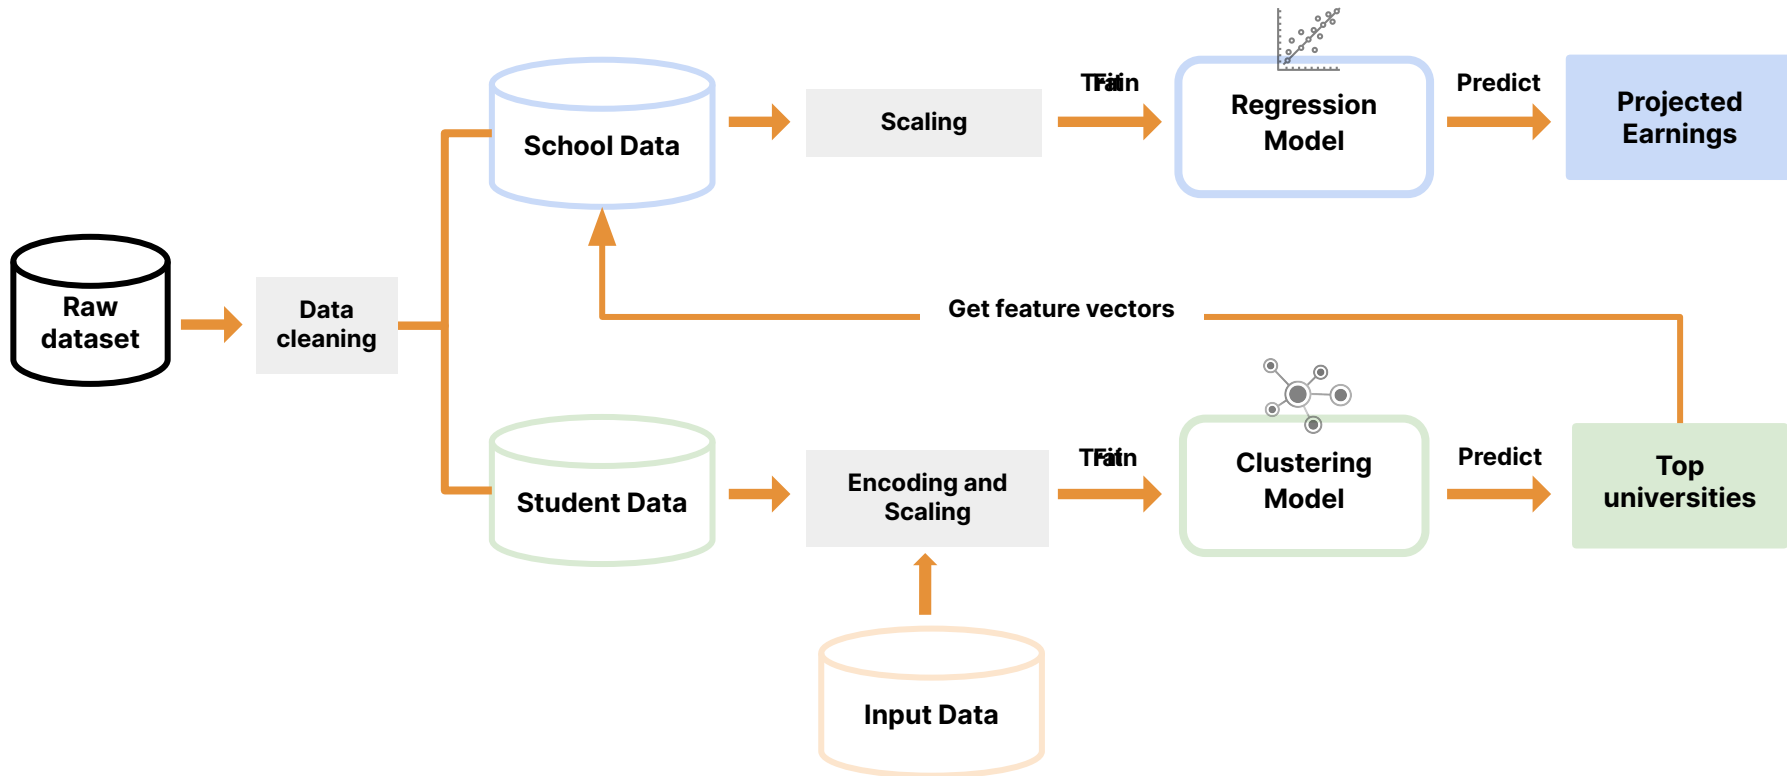 School Data
Scaling
Regression
Model
Predict
Projected
Earnings
Raw
dataset
Data
cleaning
Get feature vectors
Student Data
Encoding and
Scaling
Clustering
Model
Predict
Top
universities
Input Data